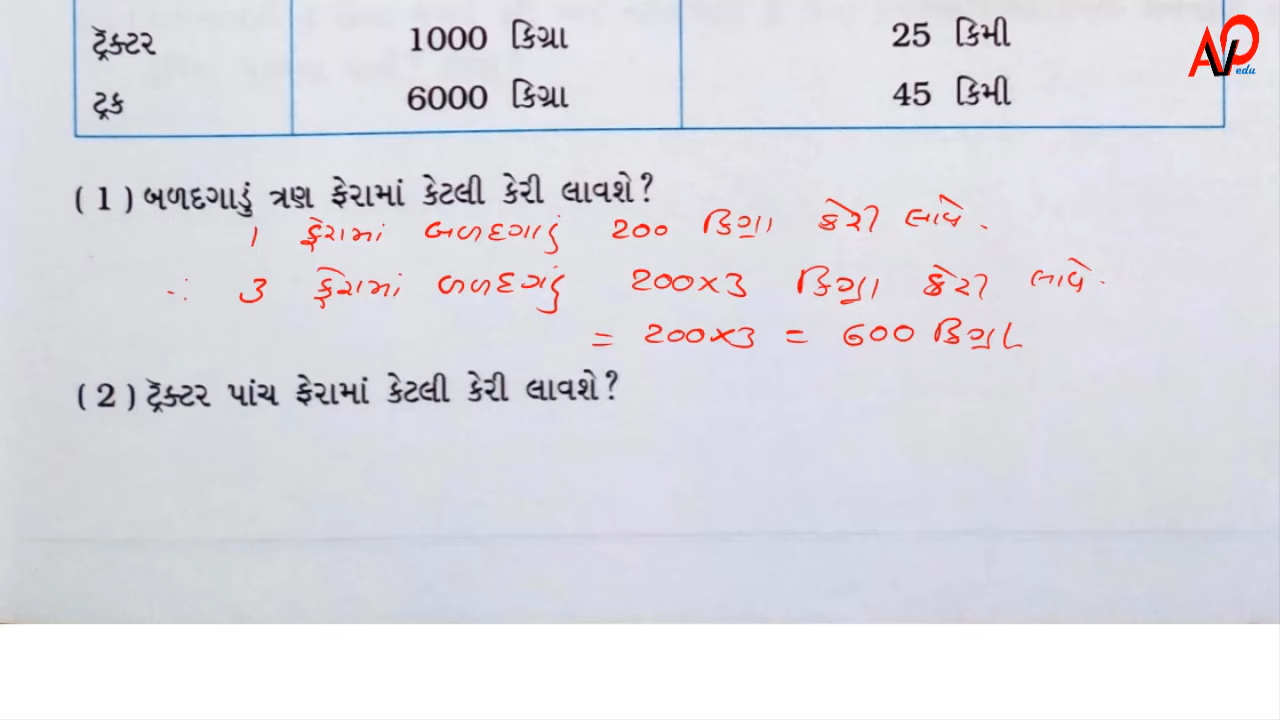 ટ્રૅક્ટર 1000 કિગ્રા 25 કિમી
ટ્રક 6000 કિગ્રા 45 કિમી
AVP edu
( 1 ) બળદગાડું ત્રણ ફેરામાં કેટલી કેરી લાવશે?
1 ફેરામાં બળદગાડું 200 કિગ્રા કેરી લાવે.
∴ 3 ફેરામાં બળદગાડું 200×3 કિગ્રા કેરી લાવે.
= 200×3 = 600 કિગ્રા
( 2 ) ટ્રૅક્ટર પાંચ ફેરામાં કેટલી કેરી લાવશે?